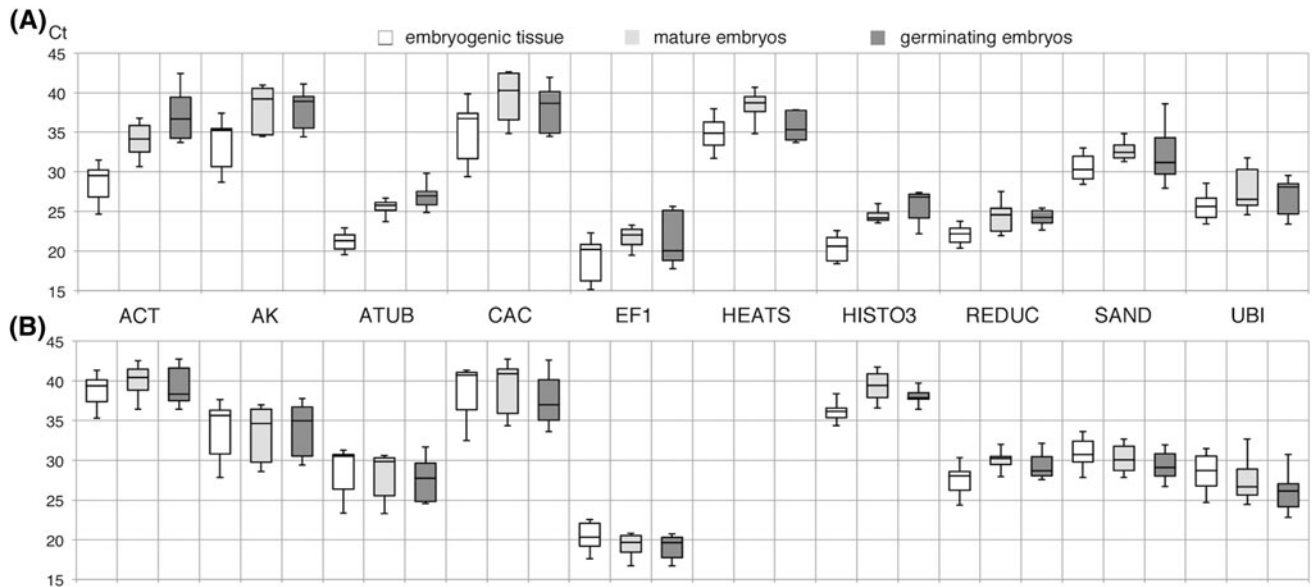 (A)
Ct
embryogenic tissue mature embryos germinating embryos
45
40
35
30
25
20
15
ACT AK ATUB CAC EF1 HEATS HISTO3 REDUC SAND UBI
(B)
45
40
35
30
25
20
15